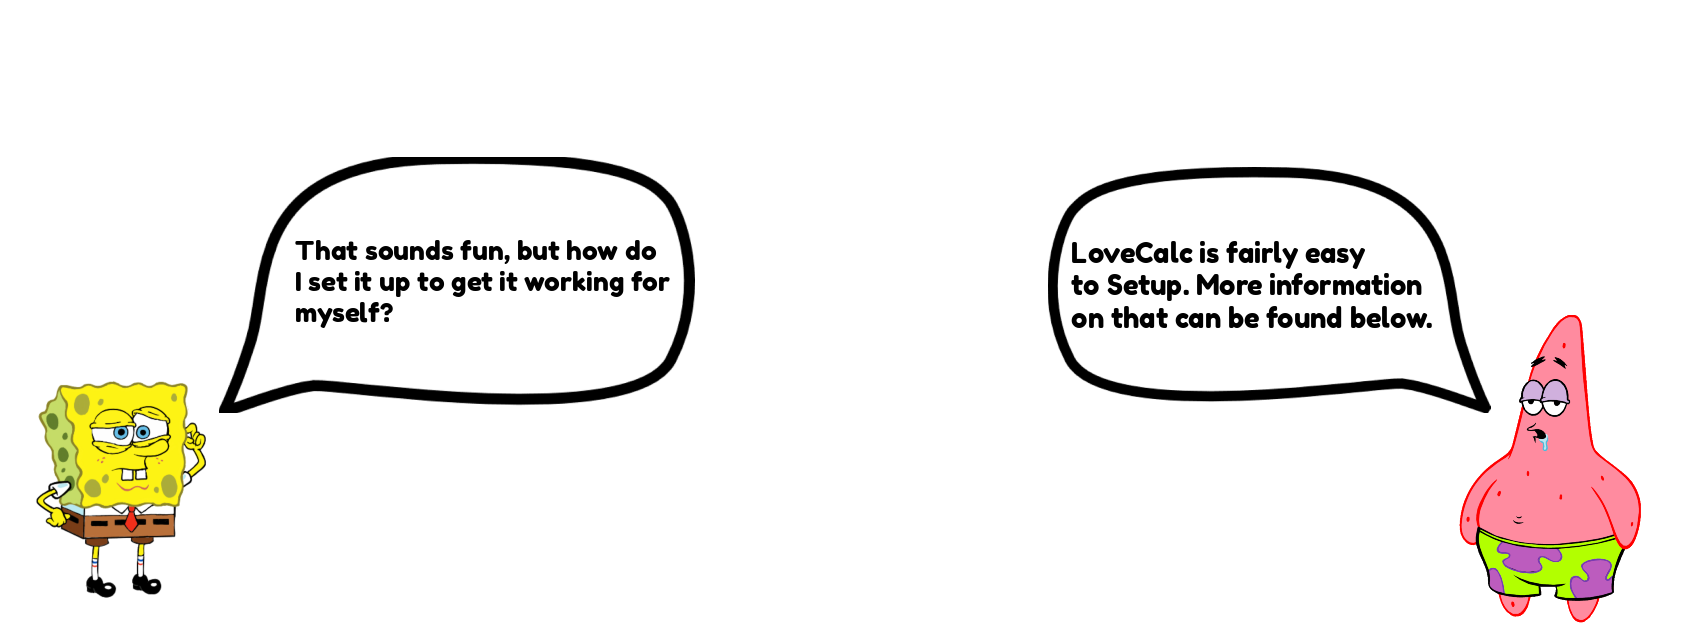 That sounds fun, but how do
I set it up to get it working for
myself?
LoveCalc is fairly easy
to Setup. More information
on that can be found below.